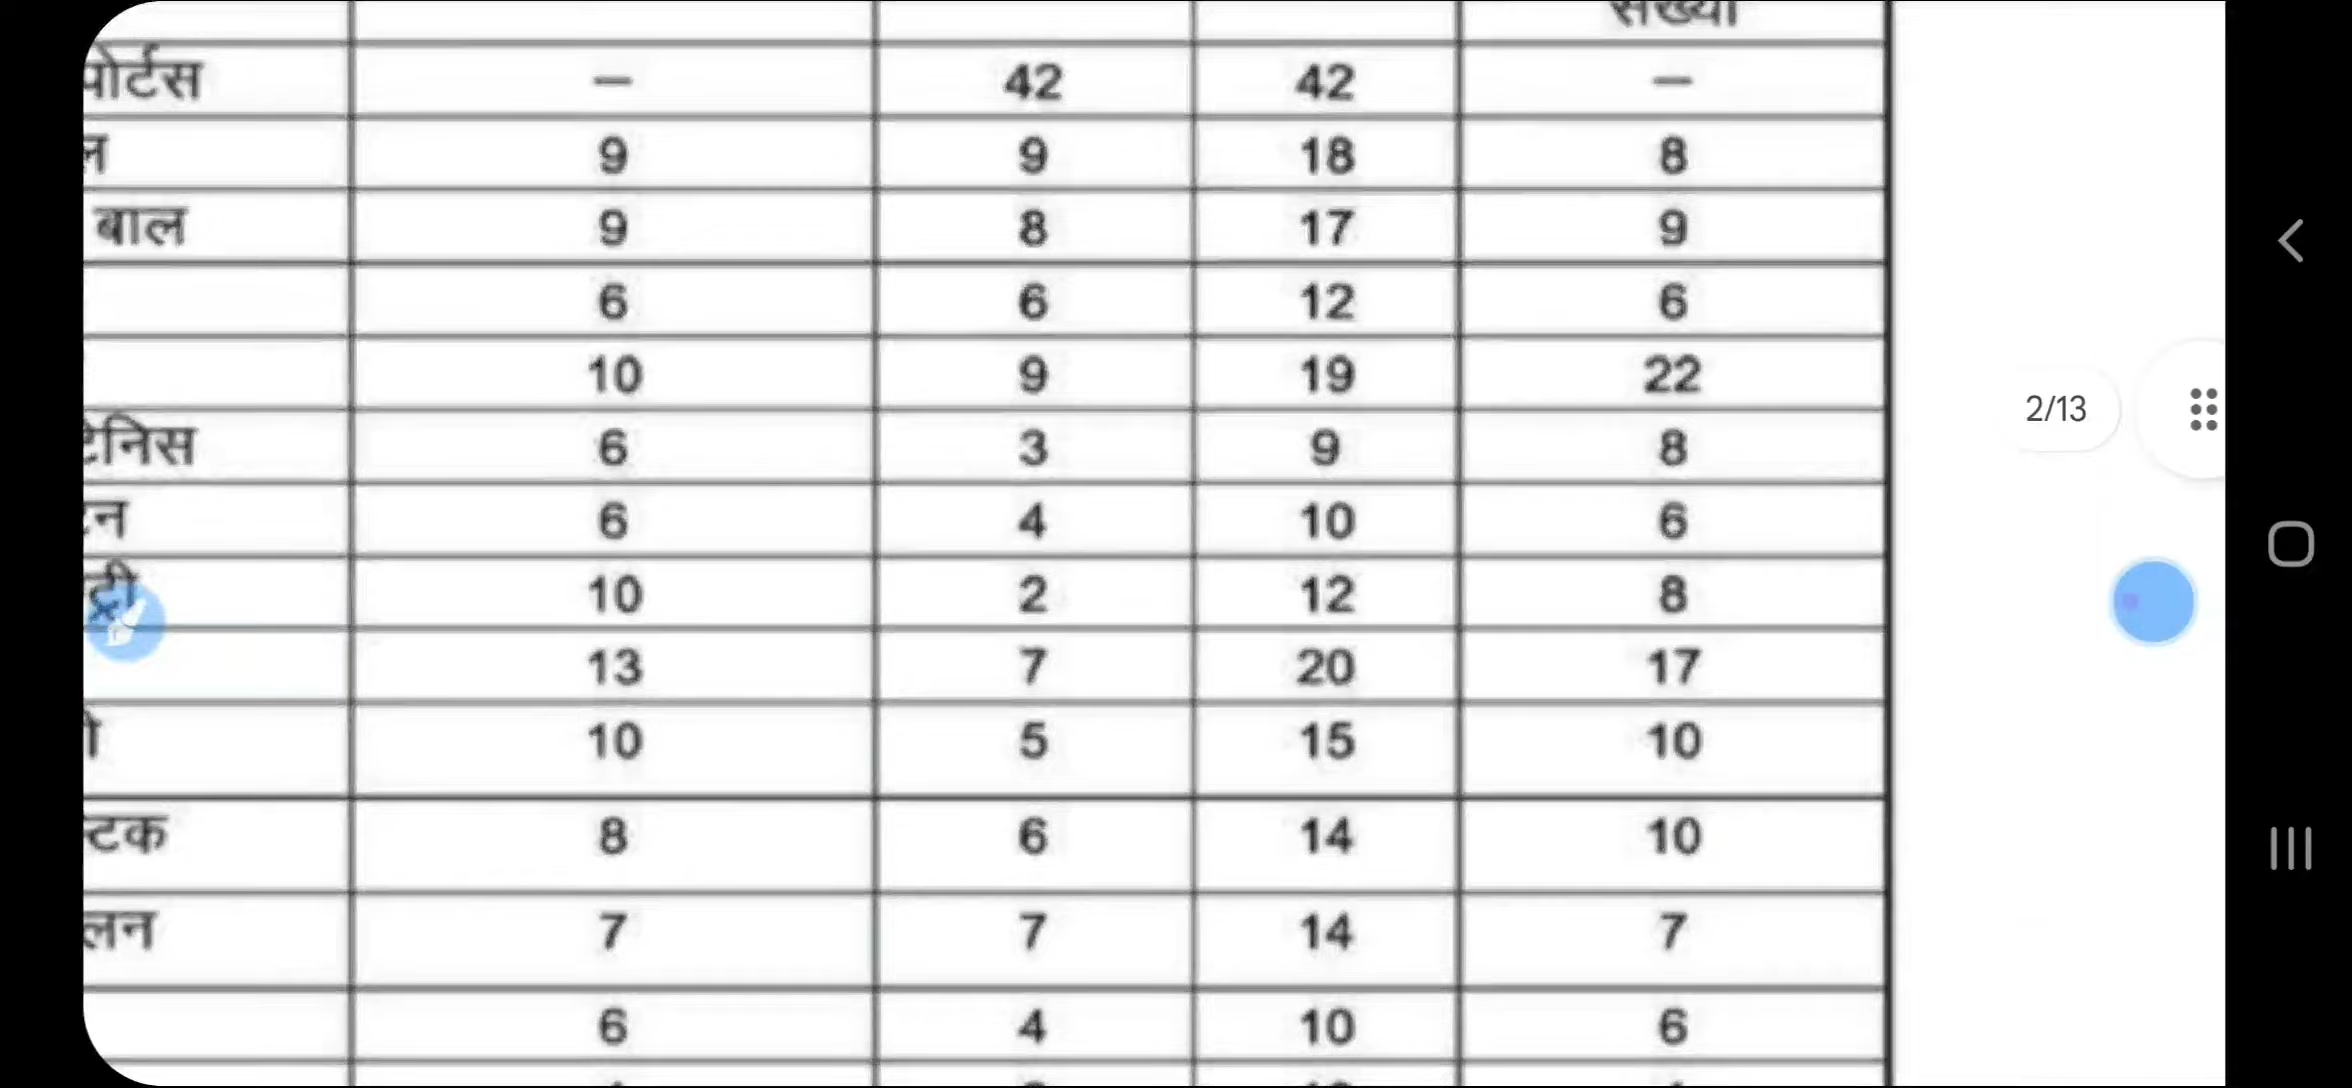 संख्या
पोर्टस — 42 42 —
ल 9 9 18 8
बाल 9 8 17 9
6 6 12 6
10 9 19 22
टेनिस 6 3 9 8
टन 6 4 10 6
ट्री 10 2 12 8
13 7 20 17
ी 10 5 15 10
स्टक 8 6 14 10
लन 7 7 14 7
6 4 10 6
2/13